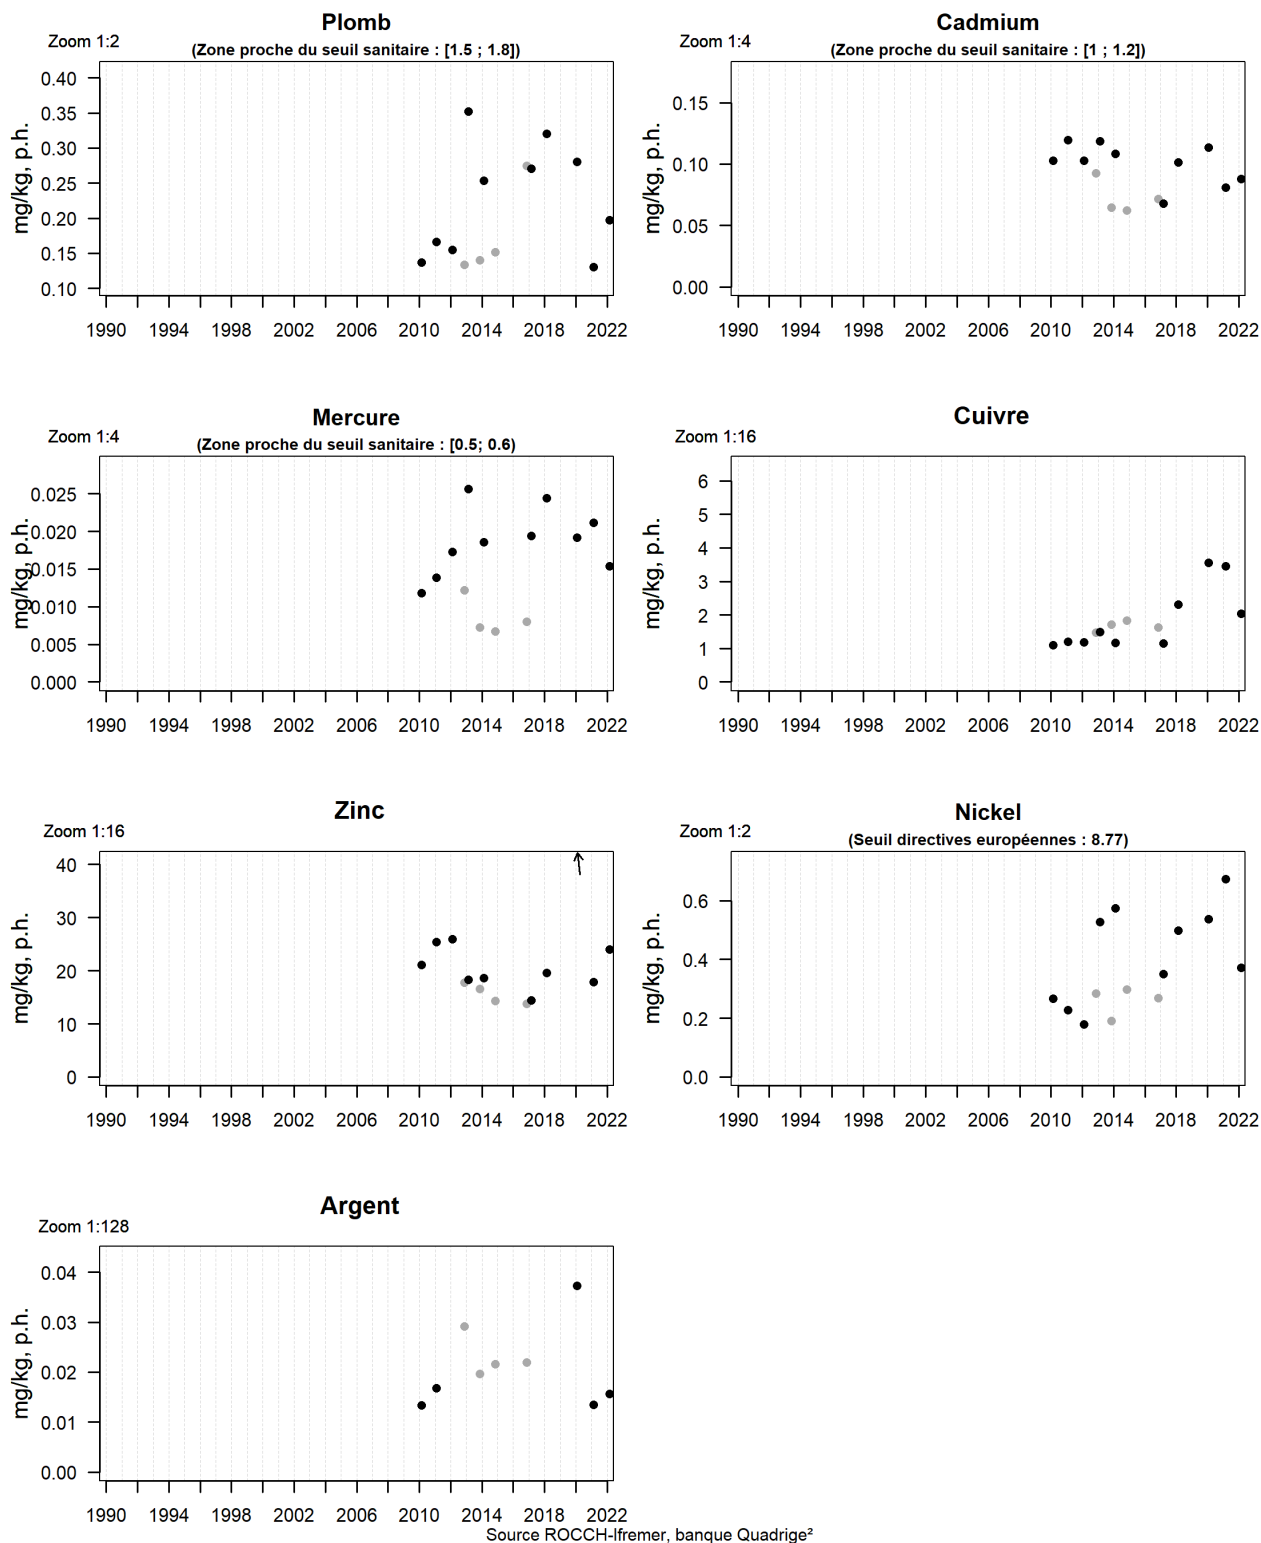 Plomb
Zoom 1:2
(Zone proche du seuil sanitaire : [1.5 ; 1.8])
mg/kg, p.h.
0.40
0.35
0.30
0.25
0.20
0.15
0.10
1990 1994 1998 2002 2006 2010 2014 2018 2022
Cadmium
Zoom 1:4
(Zone proche du seuil sanitaire : [1 ; 1.2])
mg/kg, p.h.
0.15
0.10
0.05
0.00
1990 1994 1998 2002 2006 2010 2014 2018 2022
Mercure
Zoom 1:4
(Zone proche du seuil sanitaire : [0.5; 0.6)
mg/kg, p.h.
0.025
0.020
0.015
0.010
0.005
0.000
1990 1994 1998 2002 2006 2010 2014 2018 2022
Cuivre
Zoom 1:16
mg/kg, p.h.
6
5
4
3
2
1
0
1990 1994 1998 2002 2006 2010 2014 2018 2022
Zinc
Zoom 1:16
mg/kg, p.h.
40
30
20
10
0
1990 1994 1998 2002 2006 2010 2014 2018 2022
Nickel
Zoom 1:2
(Seuil directives européennes : 8.77)
mg/kg, p.h.
0.6
0.4
0.2
0.0
1990 1994 1998 2002 2006 2010 2014 2018 2022
Argent
Zoom 1:128
mg/kg, p.h.
0.04
0.03
0.02
0.01
0.00
1990 1994 1998 2002 2006 2010 2014 2018 2022
Source ROCCH-Ifremer, banque Quadrige²